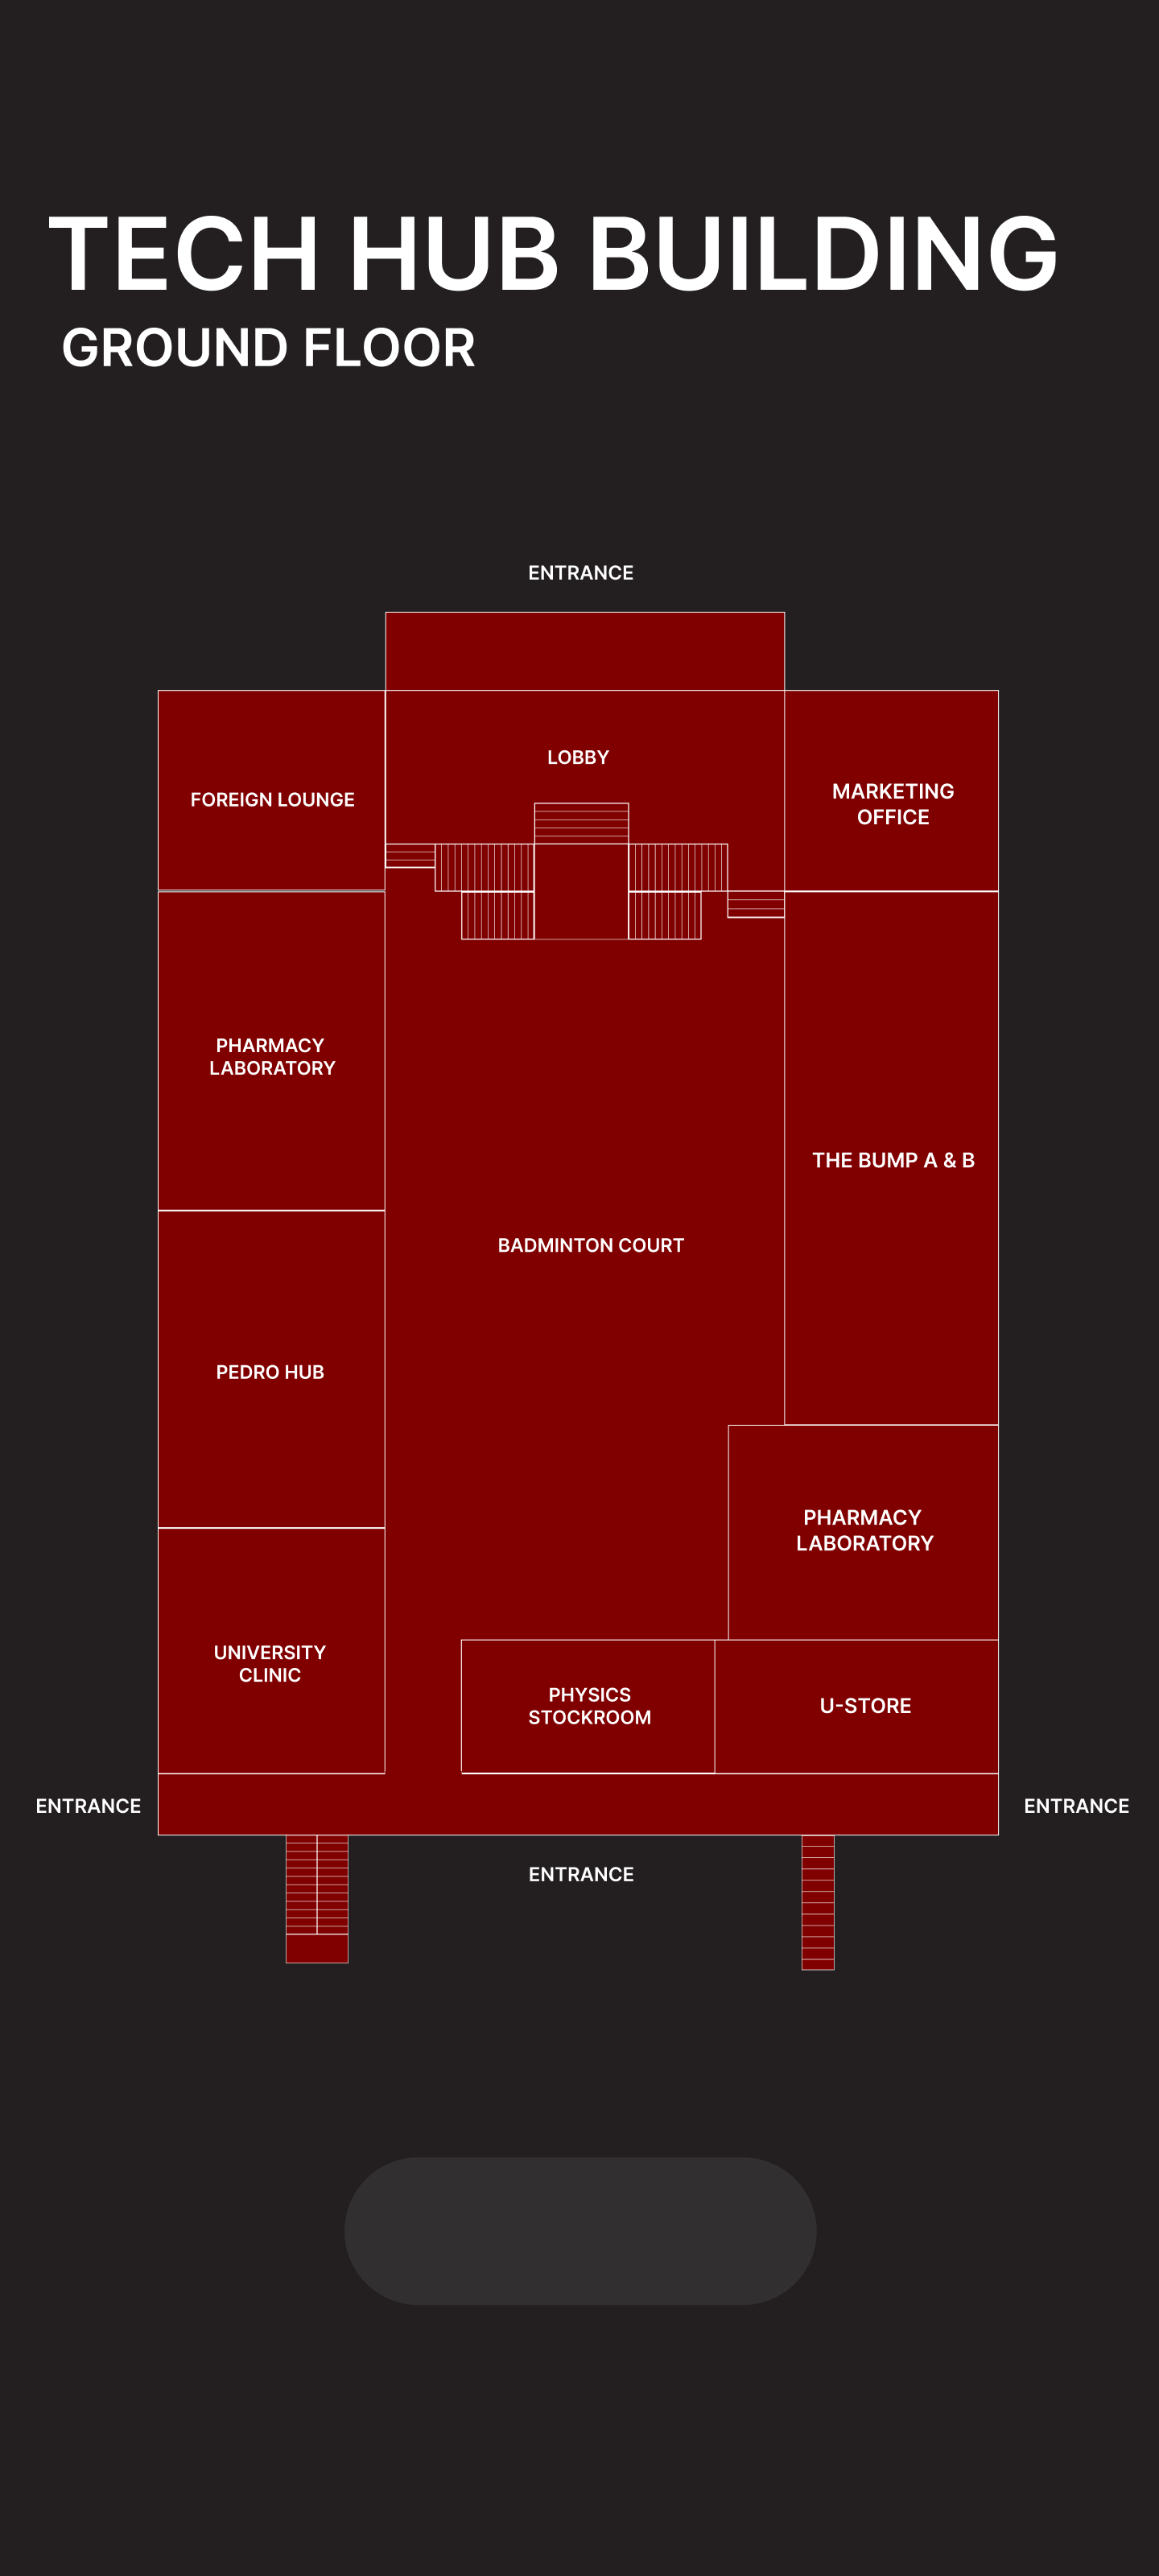 TECH HUB BUILDING
GROUND FLOOR
ENTRANCE
LOBBY
FOREIGN LOUNGE
MARKETING
OFFICE
PHARMACY
LABORATORY
THE BUMP A & B
BADMINTON COURT
PEDRO HUB
PHARMACY
LABORATORY
UNIVERSITY
CLINIC
PHYSICS
STOCKROOM
U-STORE
ENTRANCE
ENTRANCE
ENTRANCE